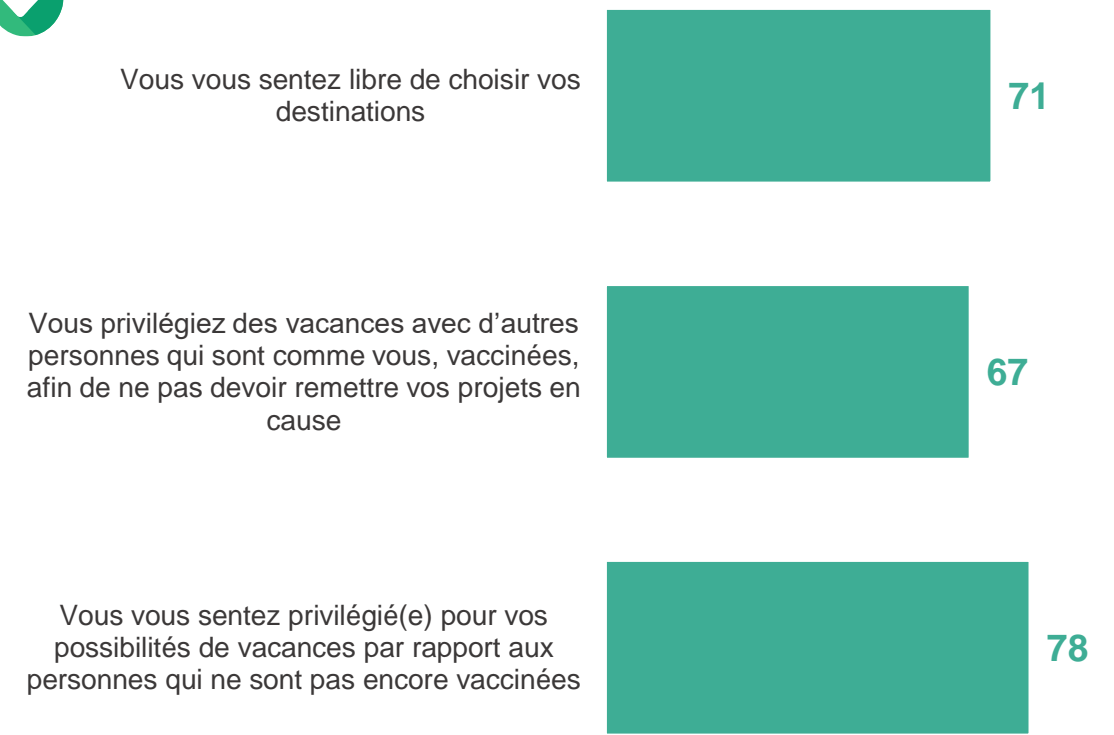 Vous vous sentez libre de choisir vos
destinations
71
Vous privilégiez des vacances avec d’autres
personnes qui sont comme vous, vaccinées,
afin de ne pas devoir remettre vos projets en
cause
67
Vous vous sentez privilégié(e) pour vos
possibilités de vacances par rapport aux
personnes qui ne sont pas encore vaccinées
78